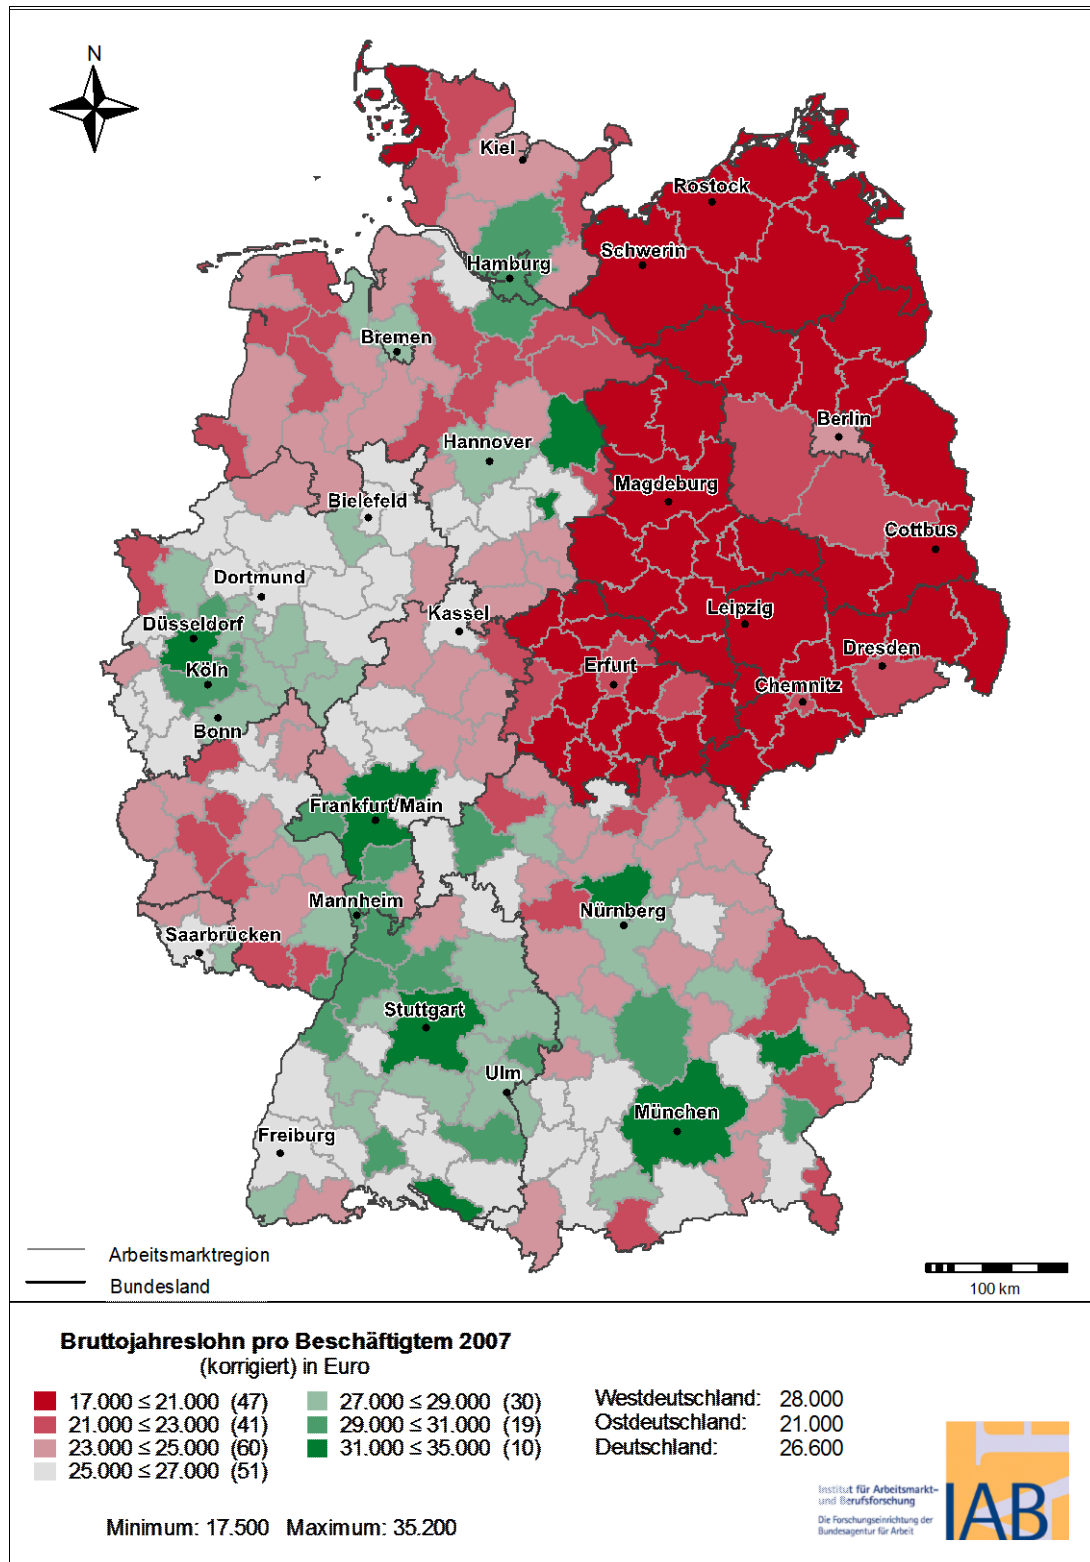 N
Kiel
Rostock
Schwerin
Hamburg
Bremen
Berlin
Hannover
Magdeburg
Bielefeld
Cottbus
Dortmund
Leipzig
Kassel
Düsseldorf
Dresden
Köln
Erfurt
Chemnitz
Bonn
Frankfurt/Main
Mannheim
Nürnberg
Saarbrücken
Stuttgart
Ulm
München
Freiburg
Arbeitsmarktregion
Bundesland
100 km
Bruttojahreslohn pro Beschäftigtem 2007
(korrigiert) in Euro
17.000 ≤ 21.000 (47) 27.000 ≤ 29.000 (30) Westdeutschland: 28.000
21.000 ≤ 23.000 (41) 29.000 ≤ 31.000 (19) Ostdeutschland: 21.000
23.000 ≤ 25.000 (60) 31.000 ≤ 35.000 (10) Deutschland: 26.600
25.000 ≤ 27.000 (51)
Minimum: 17.500 Maximum: 35.200
Institut für Arbeitsmarkt-
und Berufsforschung
Die Forschungseinrichtung der
Bundesagentur für Arbeit
IAB